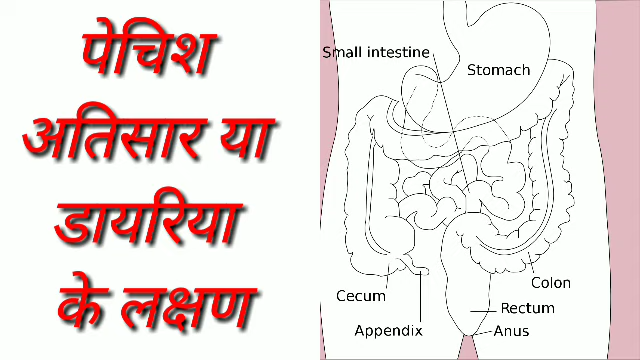 पेचिश
अतिसार या
डायरिया
के लक्षण
Small intestine
Stomach
Colon
Cecum
Rectum
Appendix
Anus